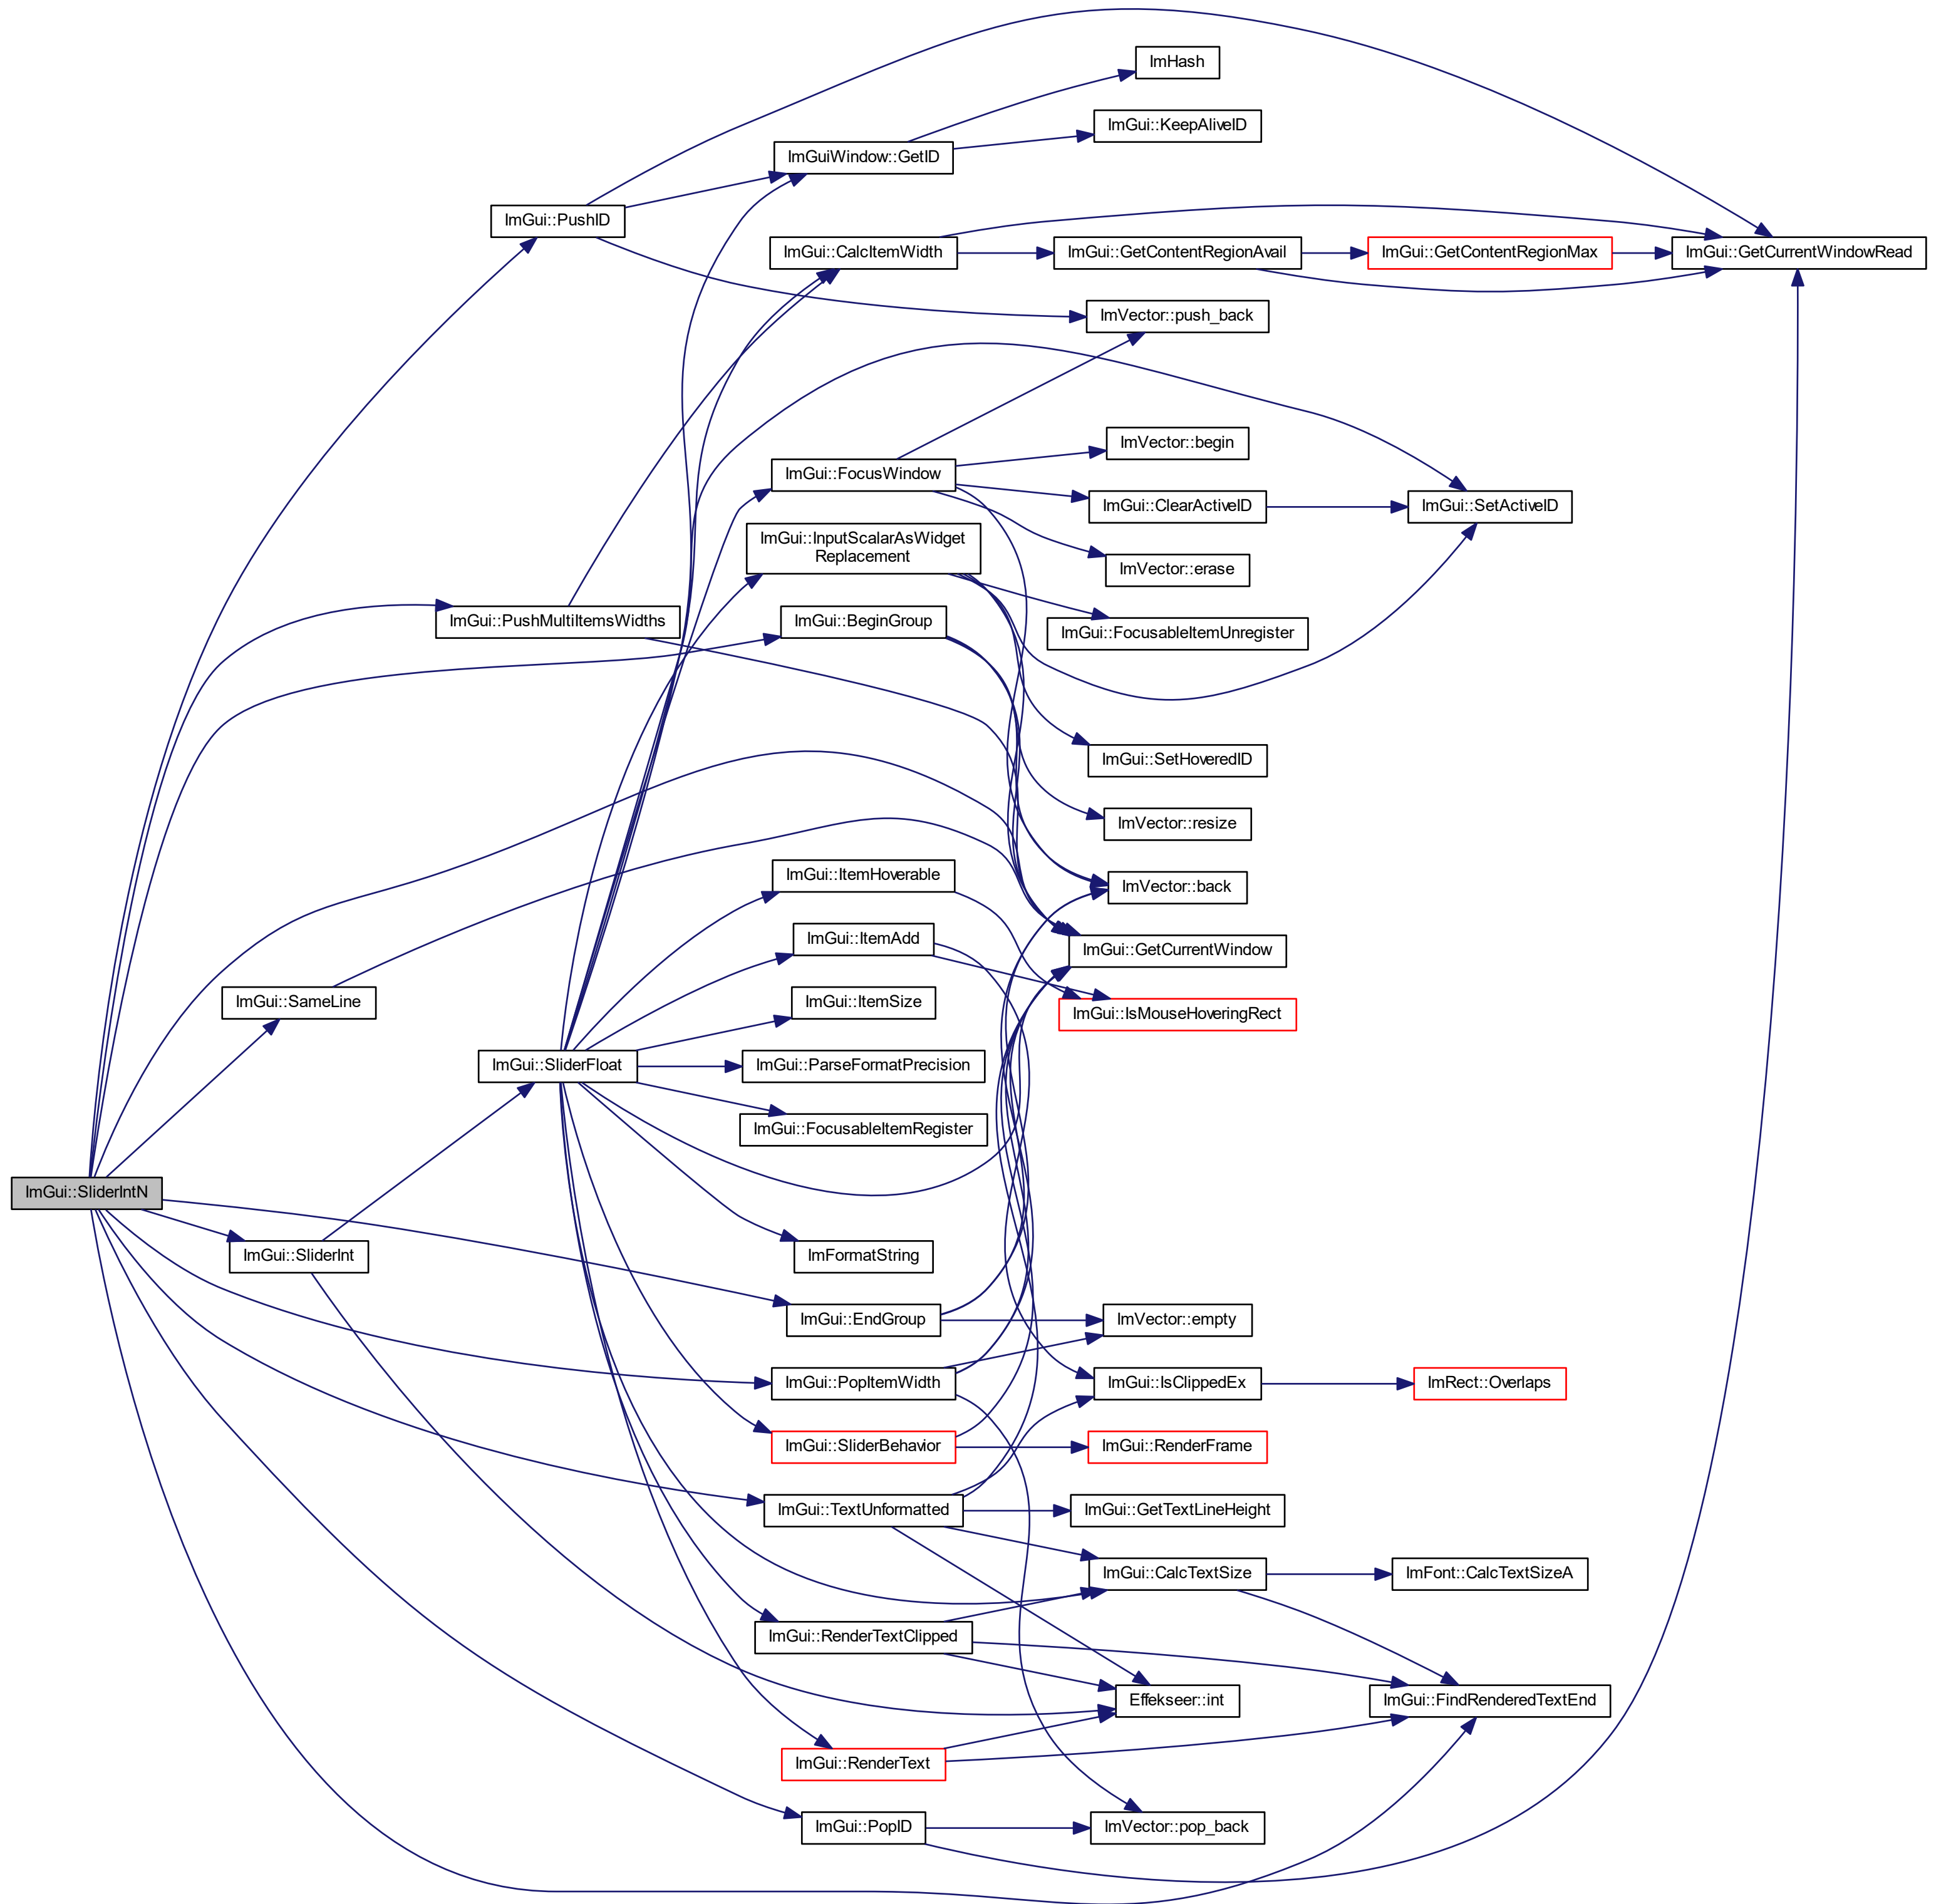 ImHash
ImGui::KeepAliveID
ImGuiWindow::GetID
ImGui::PushID
ImGui::CalcItemWidth
ImGui::GetContentRegionAvail
ImGui::GetContentRegionMax
ImGui::GetCurrentWindowRead
ImVector::push_back
ImVector::begin
ImGui::FocusWindow
ImGui::ClearActiveID
ImGui::SetActiveID
ImGui::InputScalarAsWidget
Replacement
ImVector::erase
ImGui::PushMultiItemsWidths
ImGui::BeginGroup
ImGui::FocusableItemUnregister
ImGui::SetHoveredID
ImVector::resize
ImGui::ItemHoverable
ImVector::back
ImGui::ItemAdd
ImGui::GetCurrentWindow
ImGui::SameLine
ImGui::ItemSize
ImGui::IsMouseHoveringRect
ImGui::SliderFloat
ImGui::ParseFormatPrecision
ImGui::FocusableItemRegister
ImGui::SliderIntN
ImGui::SliderInt
ImFormatString
ImGui::EndGroup
ImVector::empty
ImGui::PopItemWidth
ImGui::IsClippedEx
ImRect::Overlaps
ImGui::SliderBehavior
ImGui::RenderFrame
ImGui::TextUnformatted
ImGui::GetTextLineHeight
ImGui::CalcTextSize
ImFont::CalcTextSizeA
ImGui::RenderTextClipped
Effekseer::int
ImGui::FindRenderedTextEnd
ImGui::RenderText
ImGui::PopID
ImVector::pop_back